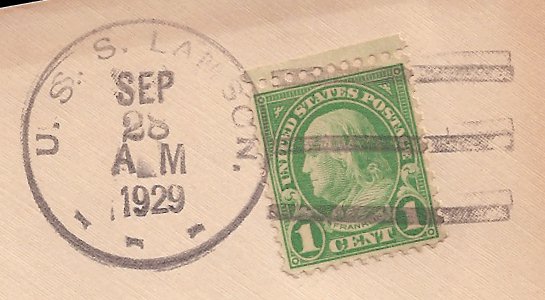 U. S. S. LAMSON.
SEP
28
A M
1929
UNITED STATES POSTAGE
FRANKLIN
1 CENT 1